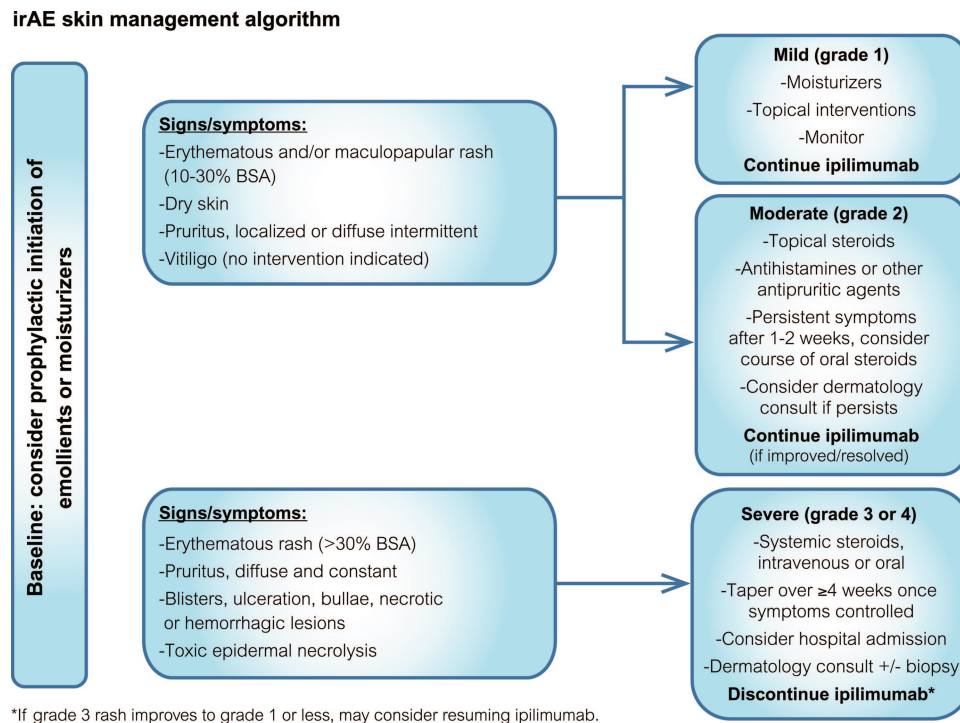 irAE skin management algorithm
Baseline: consider prophylactic initiation of
emollients or moisturizers
Signs/symptoms:
-Erythematous and/or maculopapular rash
(10-30% BSA)
-Dry skin
-Pruritus, localized or diffuse intermittent
-Vitiligo (no intervention indicated)
Mild (grade 1)
-Moisturizers
-Topical interventions
-Monitor
Continue ipilimumab
Moderate (grade 2)
-Topical steroids
-Antihistamines or other
antipruritic agents
-Persistent symptoms
after 1-2 weeks, consider
course of oral steroids
-Consider dermatology
consult if persists
Continue ipilimumab
(if improved/resolved)
Signs/symptoms:
-Erythematous rash (>30% BSA)
-Pruritus, diffuse and constant
-Blisters, ulceration, bullae, necrotic
or hemorrhagic lesions
-Toxic epidermal necrolysis
Severe (grade 3 or 4)
-Systemic steroids,
intravenous or oral
-Taper over ≥4 weeks once
symptoms controlled
-Consider hospital admission
-Dermatology consult +/- biopsy
Discontinue ipilimumab*
*If grade 3 rash improves to grade 1 or less, may consider resuming ipilimumab.